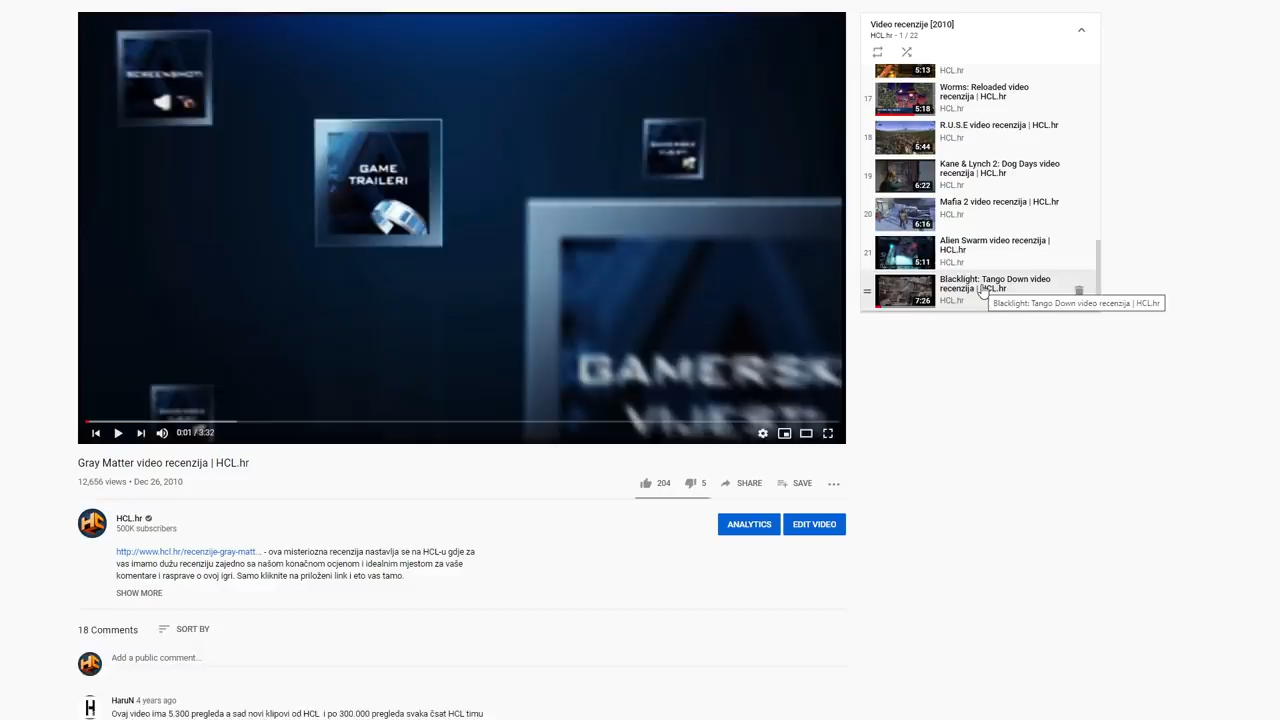 SCREENSHOTI
GAME
TRAILERI
GAMERSK
VIJESTI
0:01 / 3:32
Gray Matter video recenzija | HCL.hr
12,656 views • Dec 26, 2010
204
5
SHARE
SAVE
HCL.hr
500K subscribers
ANALYTICS
EDIT VIDEO
http://www.hcl.hr/recenzije-gray-matt... - ova misteriozna recenzija nastavlja se na HCL-u gdje za
vas imamo dužu recenziju zajedno sa našom konačnom ocjenom i idealnim mjestom za vaše
komentare i rasprave o ovoj igri. Samo kliknite na priloženi link i eto vas tamo.
SHOW MORE
18 Comments
SORT BY
Add a public comment...
HaruN 4 years ago
Ovaj video ima 5.300 pregleda a sad novi klipovi od HCL i po 300.000 pregleda svaka čsat HCL timu
Video recenzije [2010]
HCL.hr - 1 / 22
5:13
HCL.hr
17
5:18
Worms: Reloaded video
recenzija | HCL.hr
HCL.hr
18
5:44
R.U.S.E video recenzija | HCL.hr
HCL.hr
19
6:22
Kane & Lynch 2: Dog Days video
recenzija | HCL.hr
HCL.hr
20
6:16
Mafia 2 video recenzija | HCL.hr
HCL.hr
21
5:11
Alien Swarm video recenzija |
HCL.hr
HCL.hr
7:26
Blacklight: Tango Down video
recenzija | HCL.hr
HCL.hr
Blacklight: Tango Down video recenzija | HCL.hr